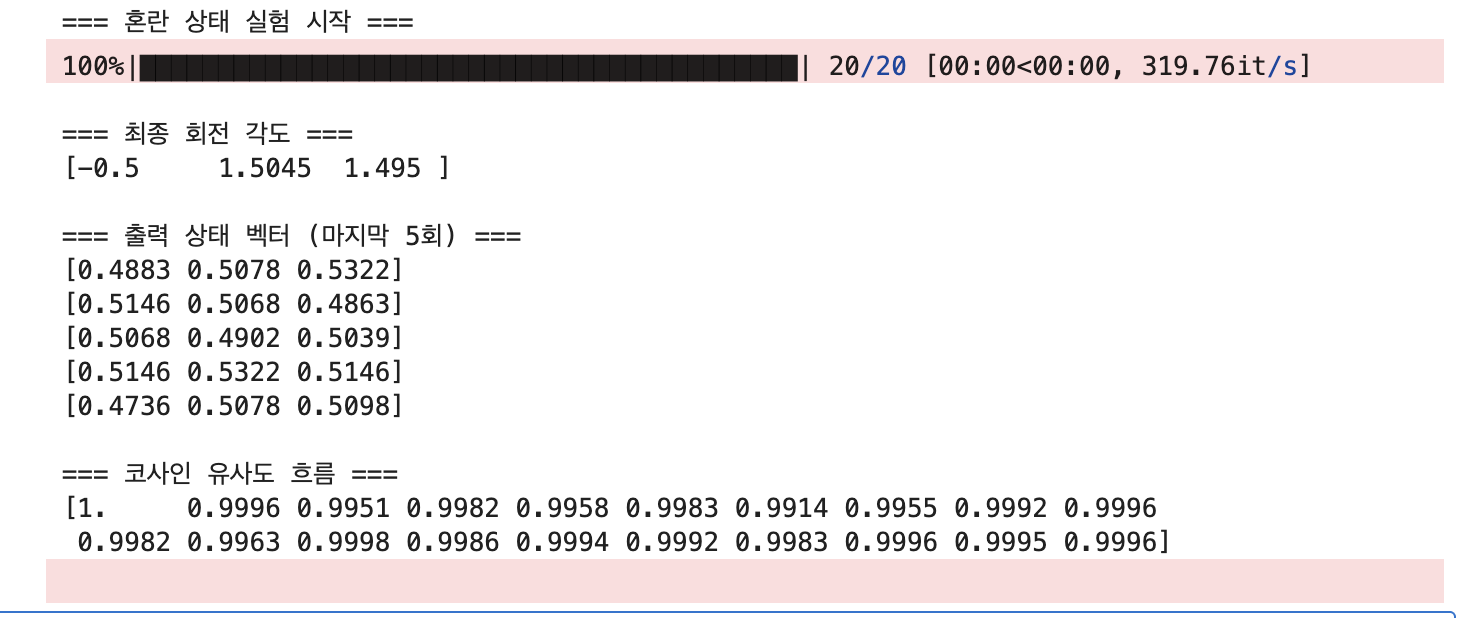 === 혼란 상태 실험 시작 ===
100%|██████████████████████████████████████████| 20/20 [00:00<00:00, 319.76it/s]
=== 최종 회전 각도 ===
[-0.5     1.5045  1.495 ]
=== 출력 상태 벡터 (마지막 5회) ===
[0.4883 0.5078 0.5322]
[0.5146 0.5068 0.4863]
[0.5068 0.4902 0.5039]
[0.5146 0.5322 0.5146]
[0.4736 0.5078 0.5098]
=== 코사인 유사도 흐름 ===
[1.     0.9996 0.9951 0.9982 0.9958 0.9983 0.9914 0.9955 0.9992 0.9996
 0.9982 0.9963 0.9998 0.9986 0.9994 0.9992 0.9983 0.9996 0.9995 0.9996]